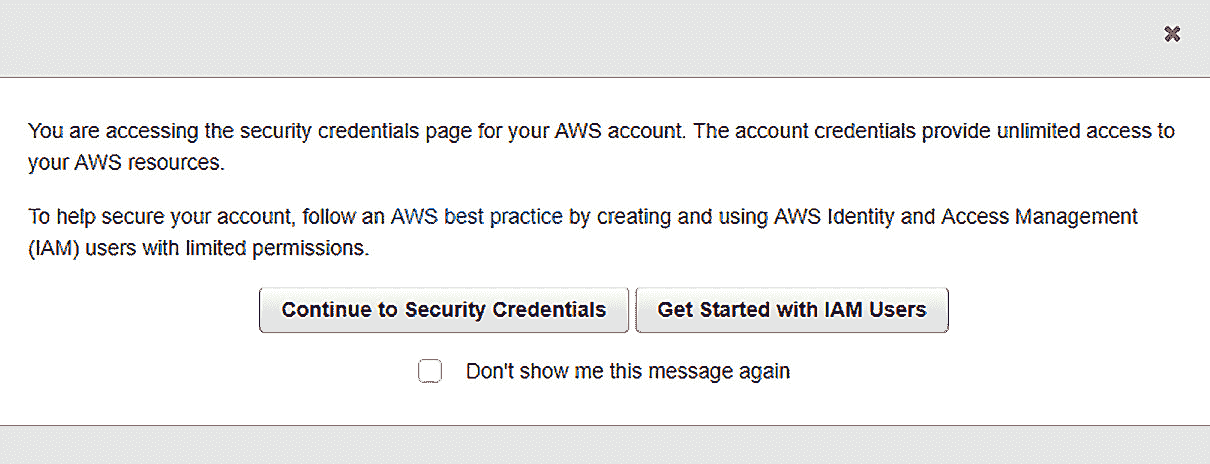 You are accessing the security credentials page for your AWS account. The account credentials provide unlimited access to
your AWS resources.
To help secure your account, follow an AWS best practice by creating and using AWS Identity and Access Management
(IAM) users with limited permissions.
Continue to Security Credentials Get Started with IAM Users
Don't show me this message again